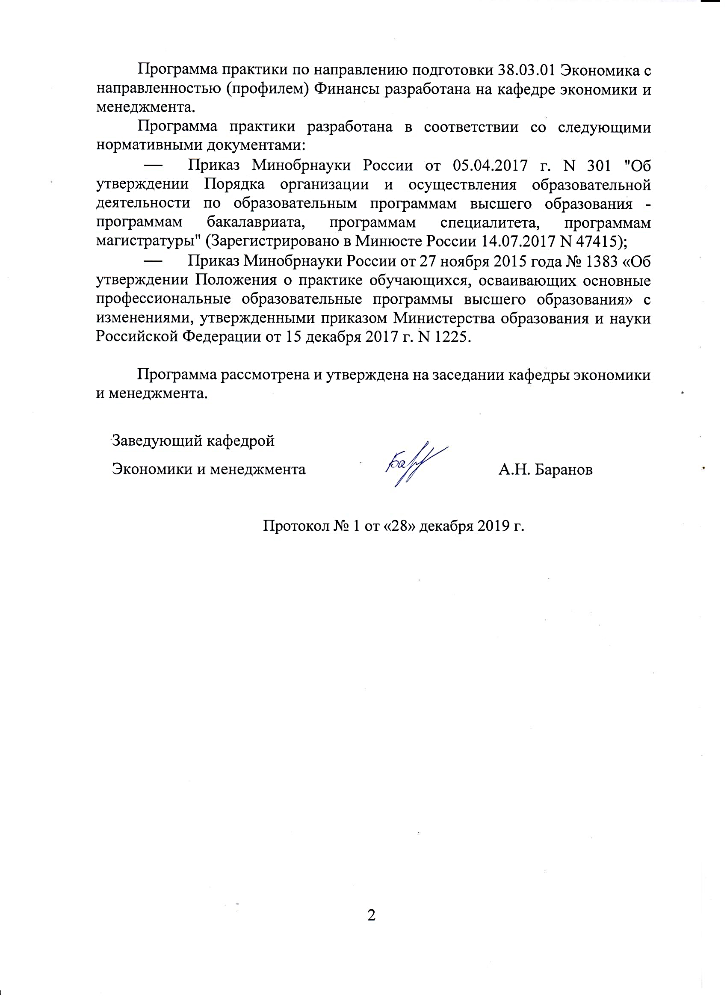 Программа практики по направлению подготовки 38.03.01 Экономика с
направленностью (профилем) Финансы разработана на кафедре экономики и
менеджмента.
Программа практики разработана в соответствии со следующими
нормативными документами:
— Приказ Минобрнауки России от 05.04.2017 г. N 301 "Об
утверждении Порядка организации и осуществления образовательной
деятельности по образовательным программам высшего образования -
программам бакалавриата, программам специалитета, программам
магистратуры" (Зарегистрировано в Минюсте России 14.07.2017 N 47415);
— Приказ Минобрнауки России от 27 ноября 2015 года № 1383 «Об
утверждении Положения о практике обучающихся, осваивающих основные
профессиональные образовательные программы высшего образования» с
изменениями, утвержденными приказом Министерства образования и науки
Российской Федерации от 15 декабря 2017 г. N 1225.
Программа рассмотрена и утверждена на заседании кафедры экономики
и менеджмента.
Заведующий кафедрой
Экономики и менеджмента А.Н. Баранов
Протокол № 1 от «28» декабря 2019 г.
2